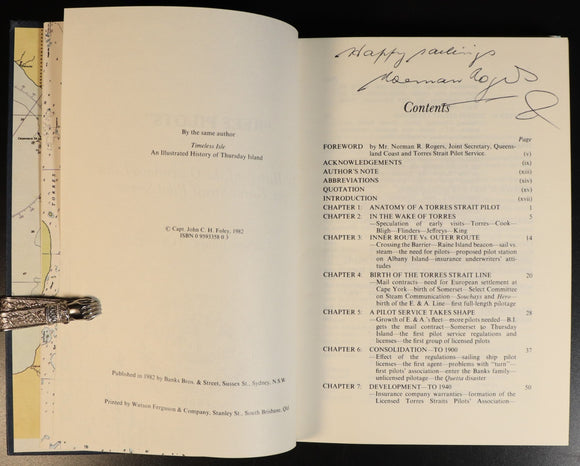 By the same author
Timeless Isle
An Illustrated History of Thursday Island
© Capt. John C. H. Foley, 1982
ISBN 0 9593358 0 3
Published in 1982 by Banks Bros. & Street, Sussex St., Sydney, N.S.W.
Printed by Watson Ferguson & Company, Stanley St., South Brisbane, Qld
Happy sailings
Norman Rogers
Contents
Page
FOREWORD by Mr. Norman R. Rogers, Joint Secretary, Queens-
land Coast and Torres Strait Pilot Service. (v)
ACKNOWLEDGEMENTS (ix)
AUTHOR'S NOTE (xiii)
ABBREVIATIONS (xiv)
QUOTATION (xv)
INTRODUCTION (xvii)
CHAPTER 1: ANATOMY OF A TORRES STRAIT PILOT 1
CHAPTER 2: IN THE WAKE OF TORRES 5
—Speculation of early visits—Torres—Cook—
Bligh—Flinders—Jeffreys—King
CHAPTER 3: INNER ROUTE Vs. OUTER ROUTE 14
—Crossing the Barrier—Raine Island beacon—sail vs.
steam—the need for pilots—proposed pilot station
on Albany Island—insurance underwriters' atti-
tudes
CHAPTER 4: BIRTH OF THE TORRES STRAIT LINE 20
—Mail contracts—need for European settlement at
Cape York—birth of Somerset—Select Committee
on Steam Communication—Souchays and Hero—
birth of the E. & A. Line—first full-length pilotage
CHAPTER 5: A PILOT SERVICE TAKES SHAPE 28
—Growth of E. & A.'s fleet—more pilots needed—B.I.
gets the mail contract—Somerset to Thursday
Island—the first pilot service regulations and
licenses—the first group of licensed pilots
CHAPTER 6: CONSOLIDATION—TO 1900 37
—Effect of the regulations—sailing ship pilot
licenses—the first agent—problems with "turn"—
first pilots' association—enter the Banks family—
unlicensed pilotage—the Quetta disaster
CHAPTER 7: DEVELOPMENT—TO 1940 50
—Insurance company warranties—formation of the
Licensed Torres Straits Pilots' Association—